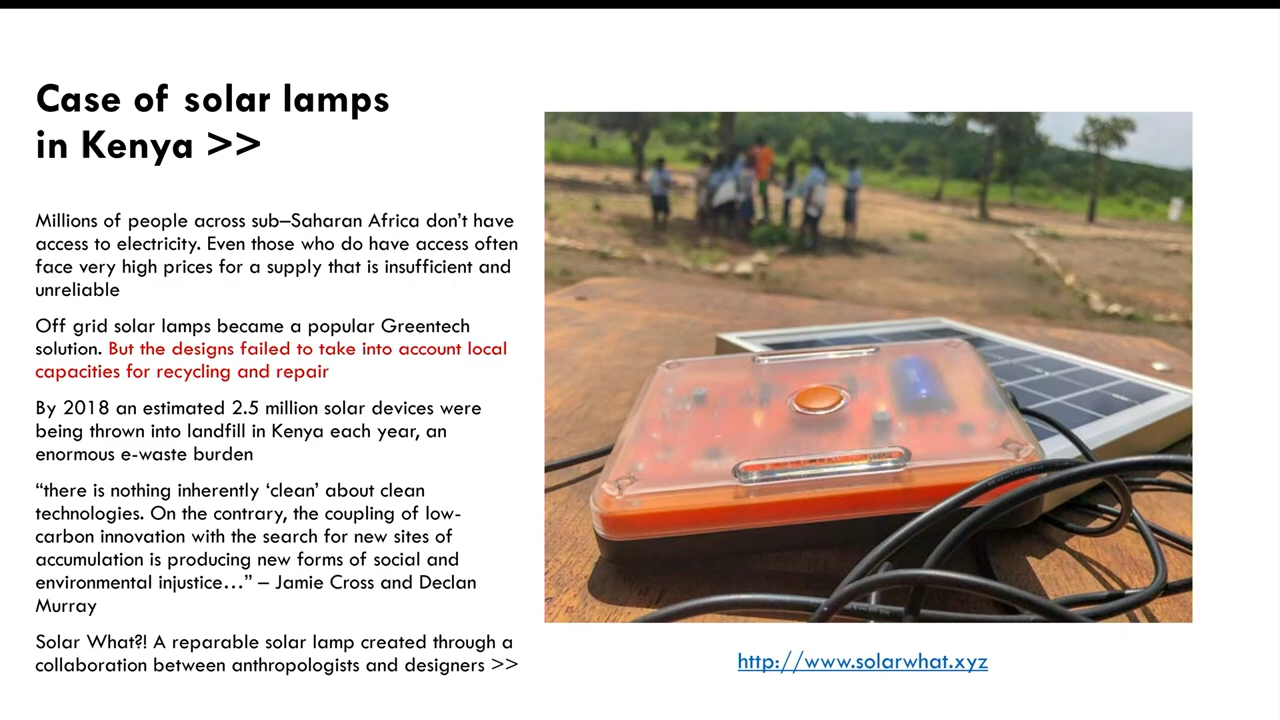 Case of solar lamps
in Kenya >>
Millions of people across sub–Saharan Africa don’t have
access to electricity. Even those who do have access often
face very high prices for a supply that is insufficient and
unreliable
Off grid solar lamps became a popular Greentech
solution. But the designs failed to take into account local
capacities for recycling and repair
By 2018 an estimated 2.5 million solar devices were
being thrown into landfill in Kenya each year, an
enormous e-waste burden
“there is nothing inherently ‘clean’ about clean
technologies. On the contrary, the coupling of low-
carbon innovation with the search for new sites of
accumulation is producing new forms of social and
environmental injustice…” – Jamie Cross and Declan
Murray
Solar What?! A reparable solar lamp created through a
collaboration between anthropologists and designers >>
http://www.solarwhat.xyz